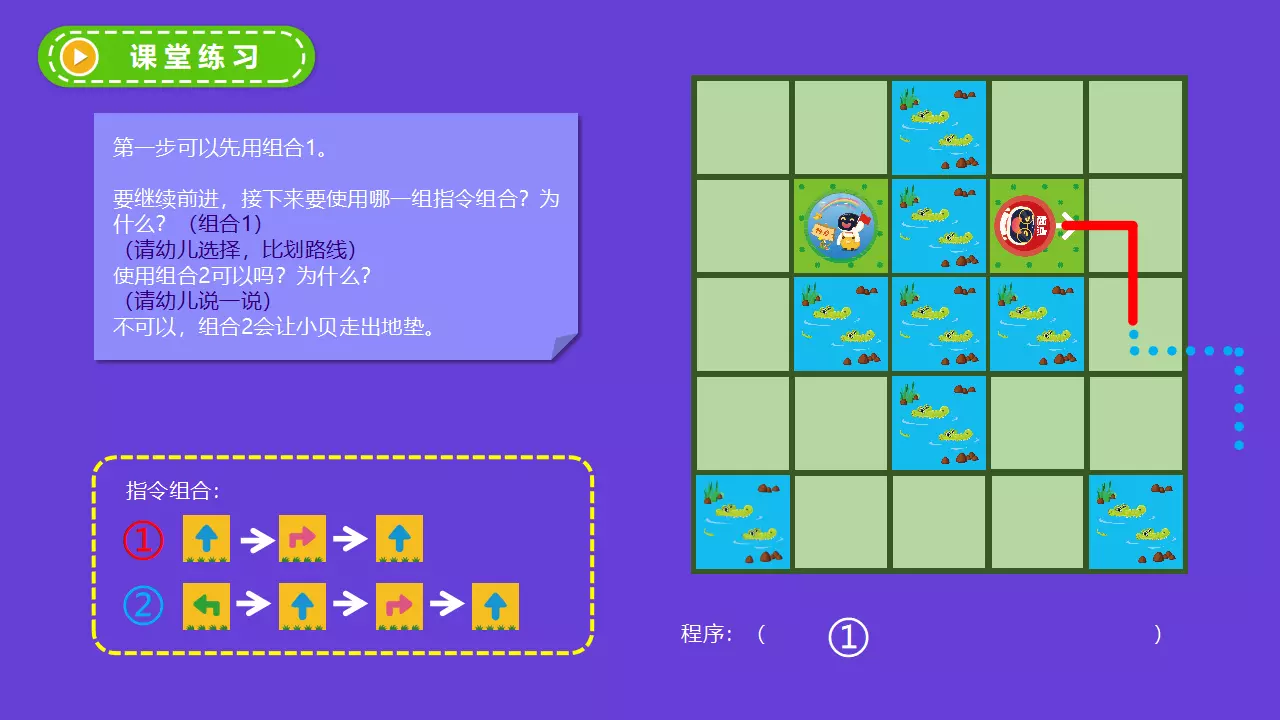 课堂练习
第一步可以先用组合1。
要继续前进，接下来要使用哪一组指令组合？为
什么？（组合1）
（请幼儿选择，比划路线）
使用组合2可以吗？为什么？
（请幼儿说一说）
不可以，组合2会让小贝走出地垫。
终点
起点
指令组合：
①
②
程序：（ ① ）